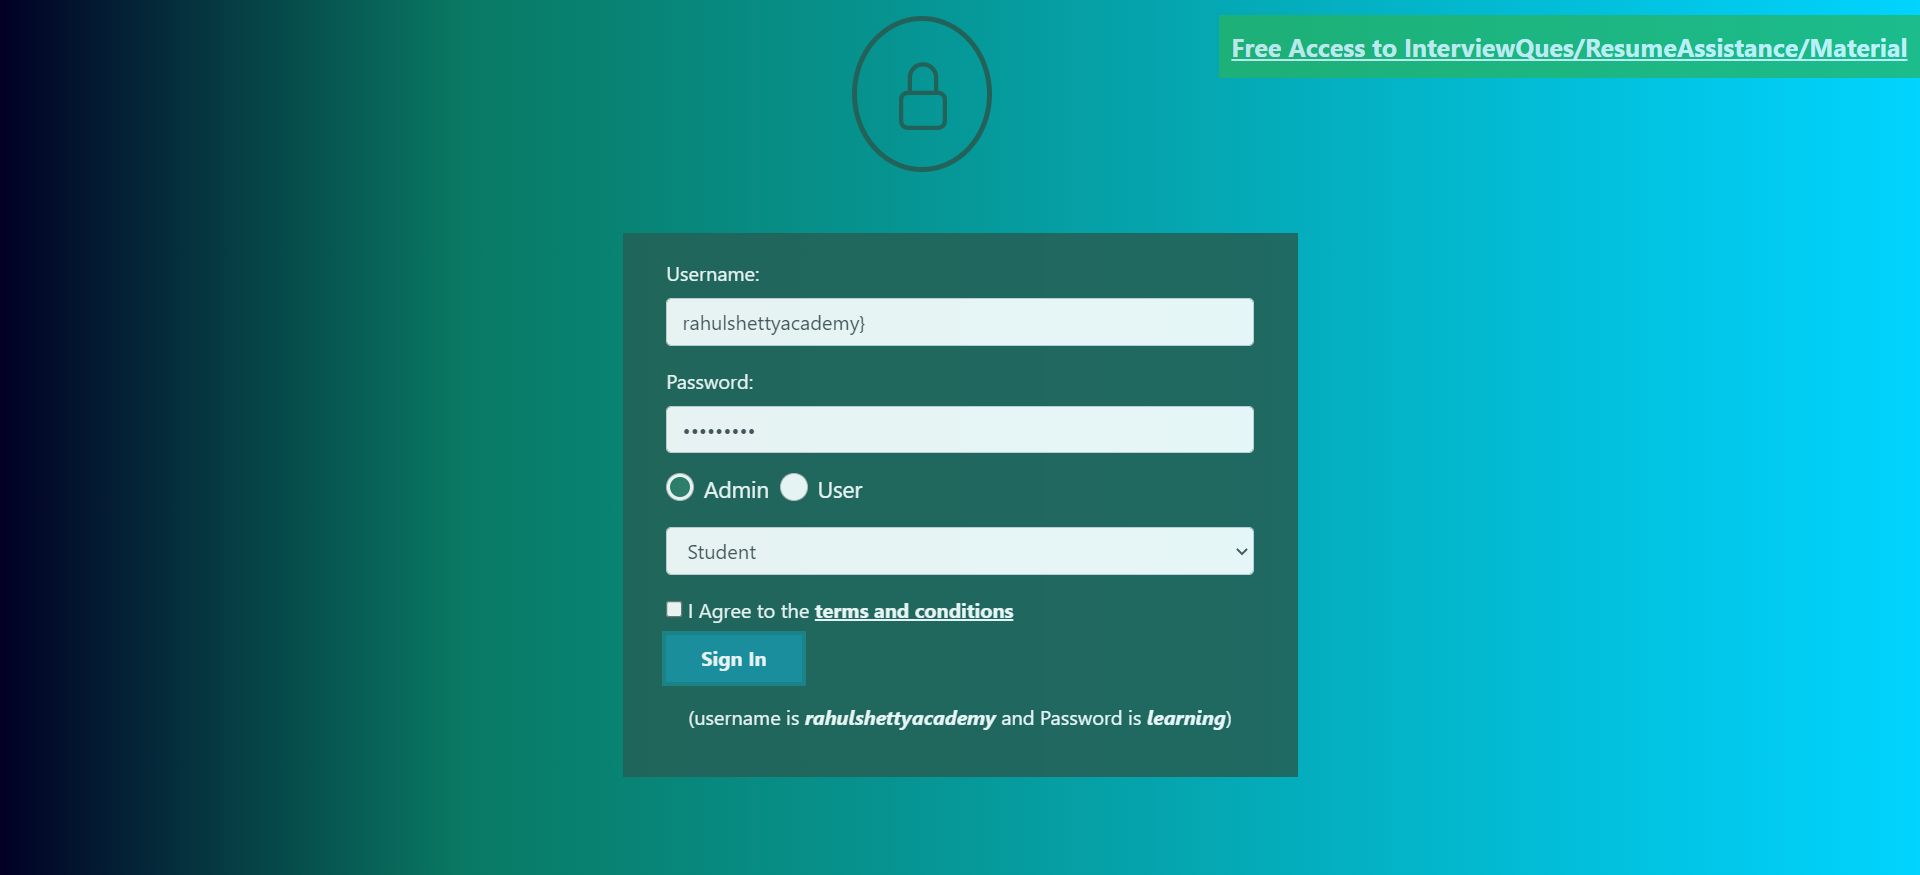 Free Access to InterviewQues/ResumeAssistance/Material
Username:
rahulshettyacademy}
Password:
•••••••••
Admin User
Student
I Agree to the terms and conditions
Sign In
(username is rahulshettyacademy and Password is learning)